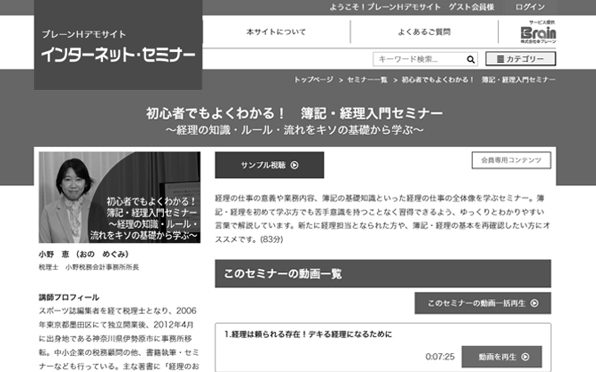 ようこそ！ブレーンHデモサイト　ゲスト会員様　ログイン
ブレーンHデモサイト
インターネット・セミナー
本サイトについて
よくあるご質問
サービス提供
Brain
株式会社ブレーン
キーワード検索...
カテゴリー
トップページ　>　セミナー一覧　>　初心者でもよくわかる！　簿記・経理入門セミナー
初心者でもよくわかる！　簿記・経理入門セミナー
～経理の知識・ルール・流れをキソの基礎から学ぶ～
初心者でもよくわかる！
簿記・経理入門セミナー
～経理の知識・ルール・
流れをキソの基礎から学ぶ～
小野　恵（おの　めぐみ）
税理士　小野税務会計事務所所長
講師プロフィール
スポーツ誌編集者を経て税理士となり、2006
年東京都墨田区にて独立開業後、2012年4月
に出身地である神奈川県伊勢原市に事務所移
転。中小企業の税務顧問の他、書籍執筆・セミ
ナーなども行っている。主な著書に「経理のお
サンプル視聴
会員専用コンテンツ
経理の仕事の意義や業務内容、簿記の基礎知識といった経理の仕事の全体像を学ぶセミナー。簿
記・経理を初めて学ぶ方でも苦手意識を持つことなく習得できるよう、ゆっくりとわかりやすい
言葉で解説しています。新たに経理担当となられた方や、簿記・経理の基本を再確認したい方にオ
ススメです。(83分)
このセミナーの動画一覧
このセミナーの動画一括再生
1.経理は頼られる存在！デキる経理になるために
0:07:25
動画を再生